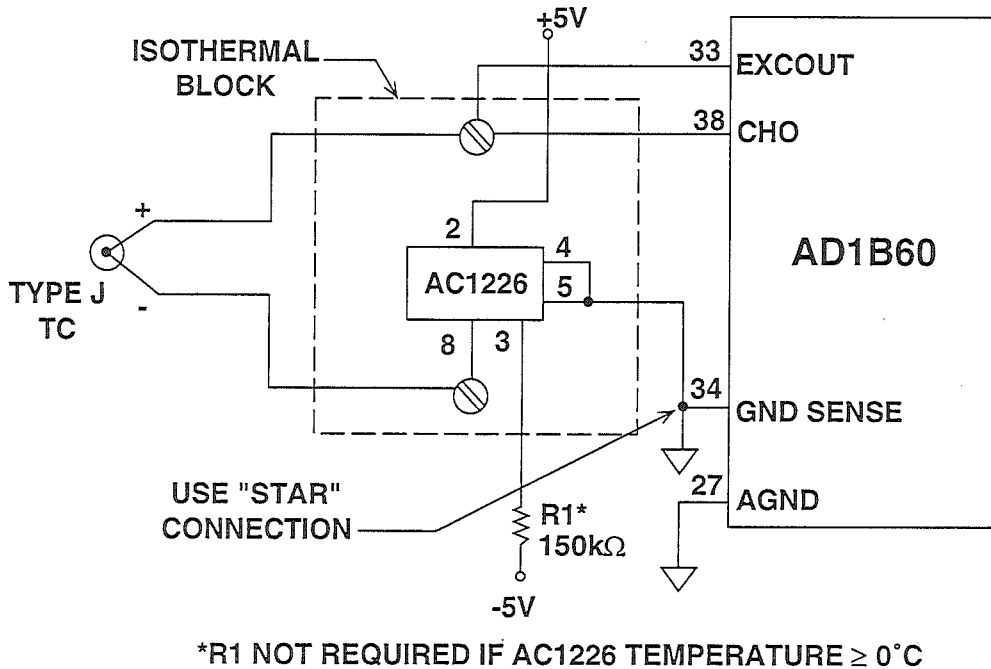 +5V
ISOTHERMAL
BLOCK
33
EXCOUT
38
CHO
+
2
4
AD1B60
AC1226
5
TYPE J
TC
-
8
3
34
GND SENSE
27
AGND
USE "STAR"
CONNECTION
R1*
150kΩ
-5V
*R1 NOT REQUIRED IF AC1226 TEMPERATURE ≥ 0°C